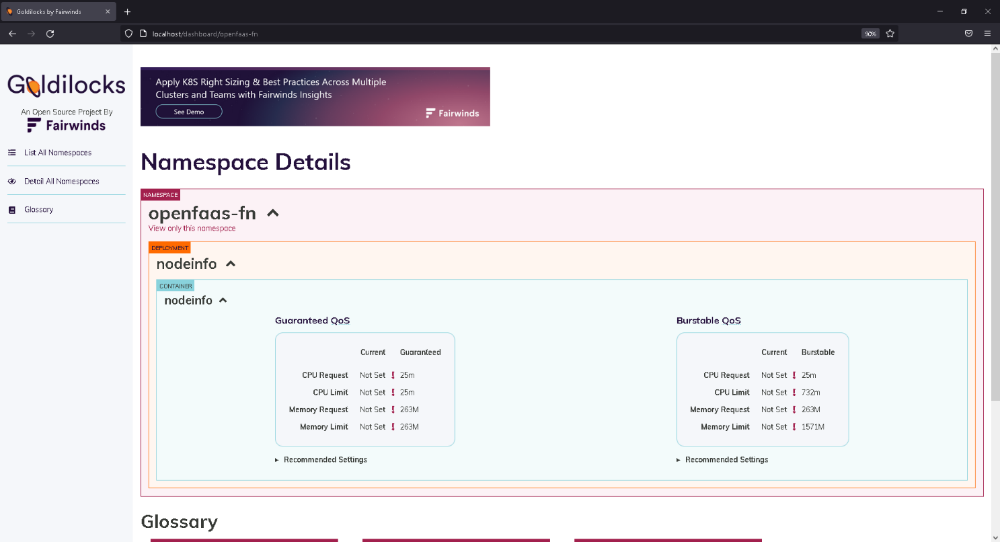 Goldilocks by Fairwinds
localhost/dashboard/openfaas-fn
90%
Goldilocks
An Open Source Project By
Fairwinds
List All Namespaces
Detail All Namespaces
Glossary
Apply K8S Right Sizing & Best Practices Across Multiple
Clusters and Teams with Fairwinds Insights
See Demo
Fairwinds
Namespace Details
NAMESPACE
openfaas-fn
View only this namespace
DEPLOYMENT
nodeinfo
CONTAINER
nodeinfo
Guaranteed QoS
Current Guaranteed
CPU Request Not Set ! 25m
CPU Limit Not Set ! 25m
Memory Request Not Set ! 263M
Memory Limit Not Set ! 263M
Recommended Settings
Burstable QoS
Current Burstable
CPU Request Not Set ! 25m
CPU Limit Not Set ! 732m
Memory Request Not Set ! 263M
Memory Limit Not Set ! 1571M
Recommended Settings
Glossary